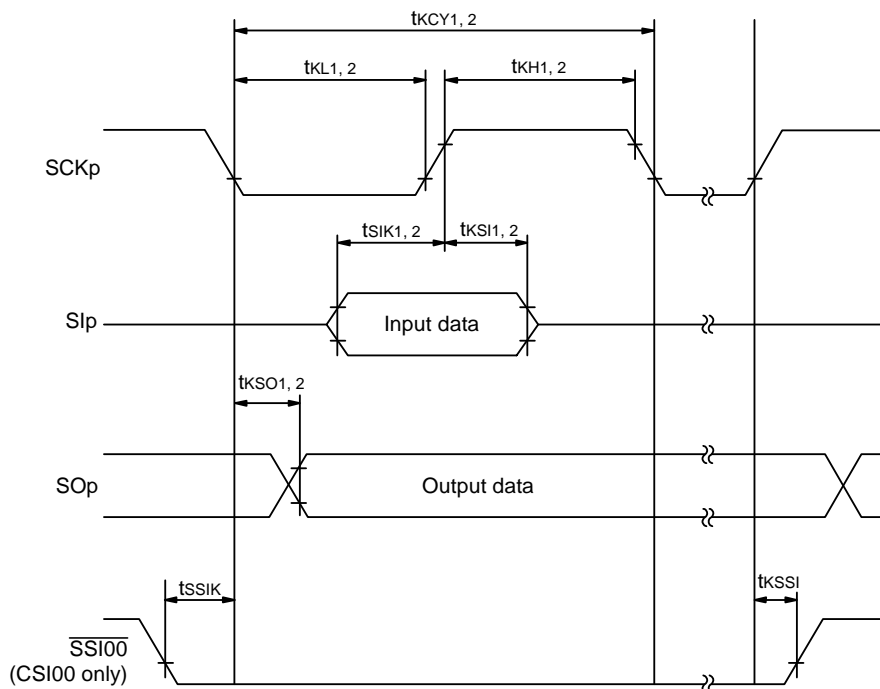 tKCY1, 2
tKL1, 2
tKH1, 2
SCKp
tSIK1, 2
tKSI1, 2
SIp
Input data
tKSO1, 2
SOp
Output data
tSSIK
tKSSI
SSI00
(CSI00 only)